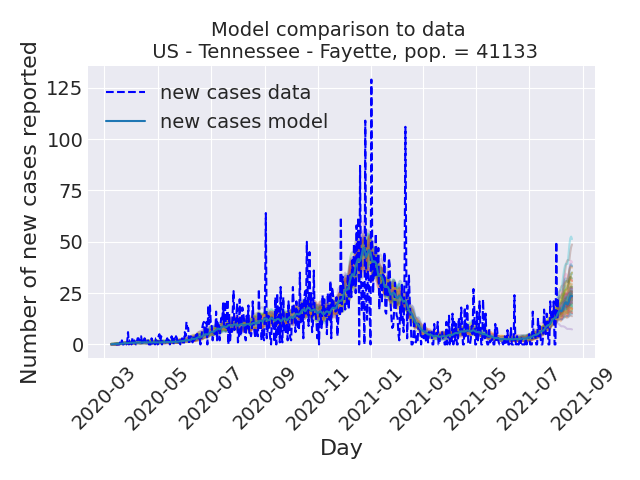 Model comparison to data
US - Tennessee - Fayette, pop. = 41133
Number of new cases reported
125
100
75
50
25
0
new cases data
new cases model
2020-03
2020-05
2020-07
2020-09
2020-11
2021-01
2021-03
2021-05
2021-07
2021-09
Day